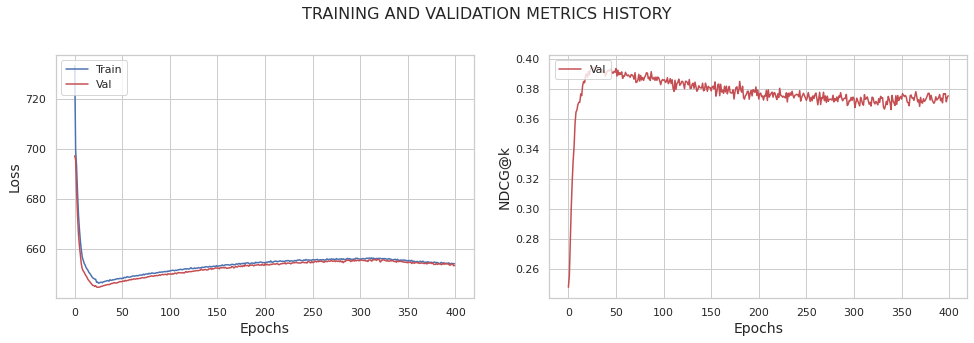 TRAINING AND VALIDATION METRICS HISTORY
Train
Val
720
700
680
660
Loss
0 50 100 150 200 250 300 350 400
Epochs
Val
0.40
0.38
0.36
0.34
0.32
0.30
0.28
0.26
NDCG@k
0 50 100 150 200 250 300 350 400
Epochs